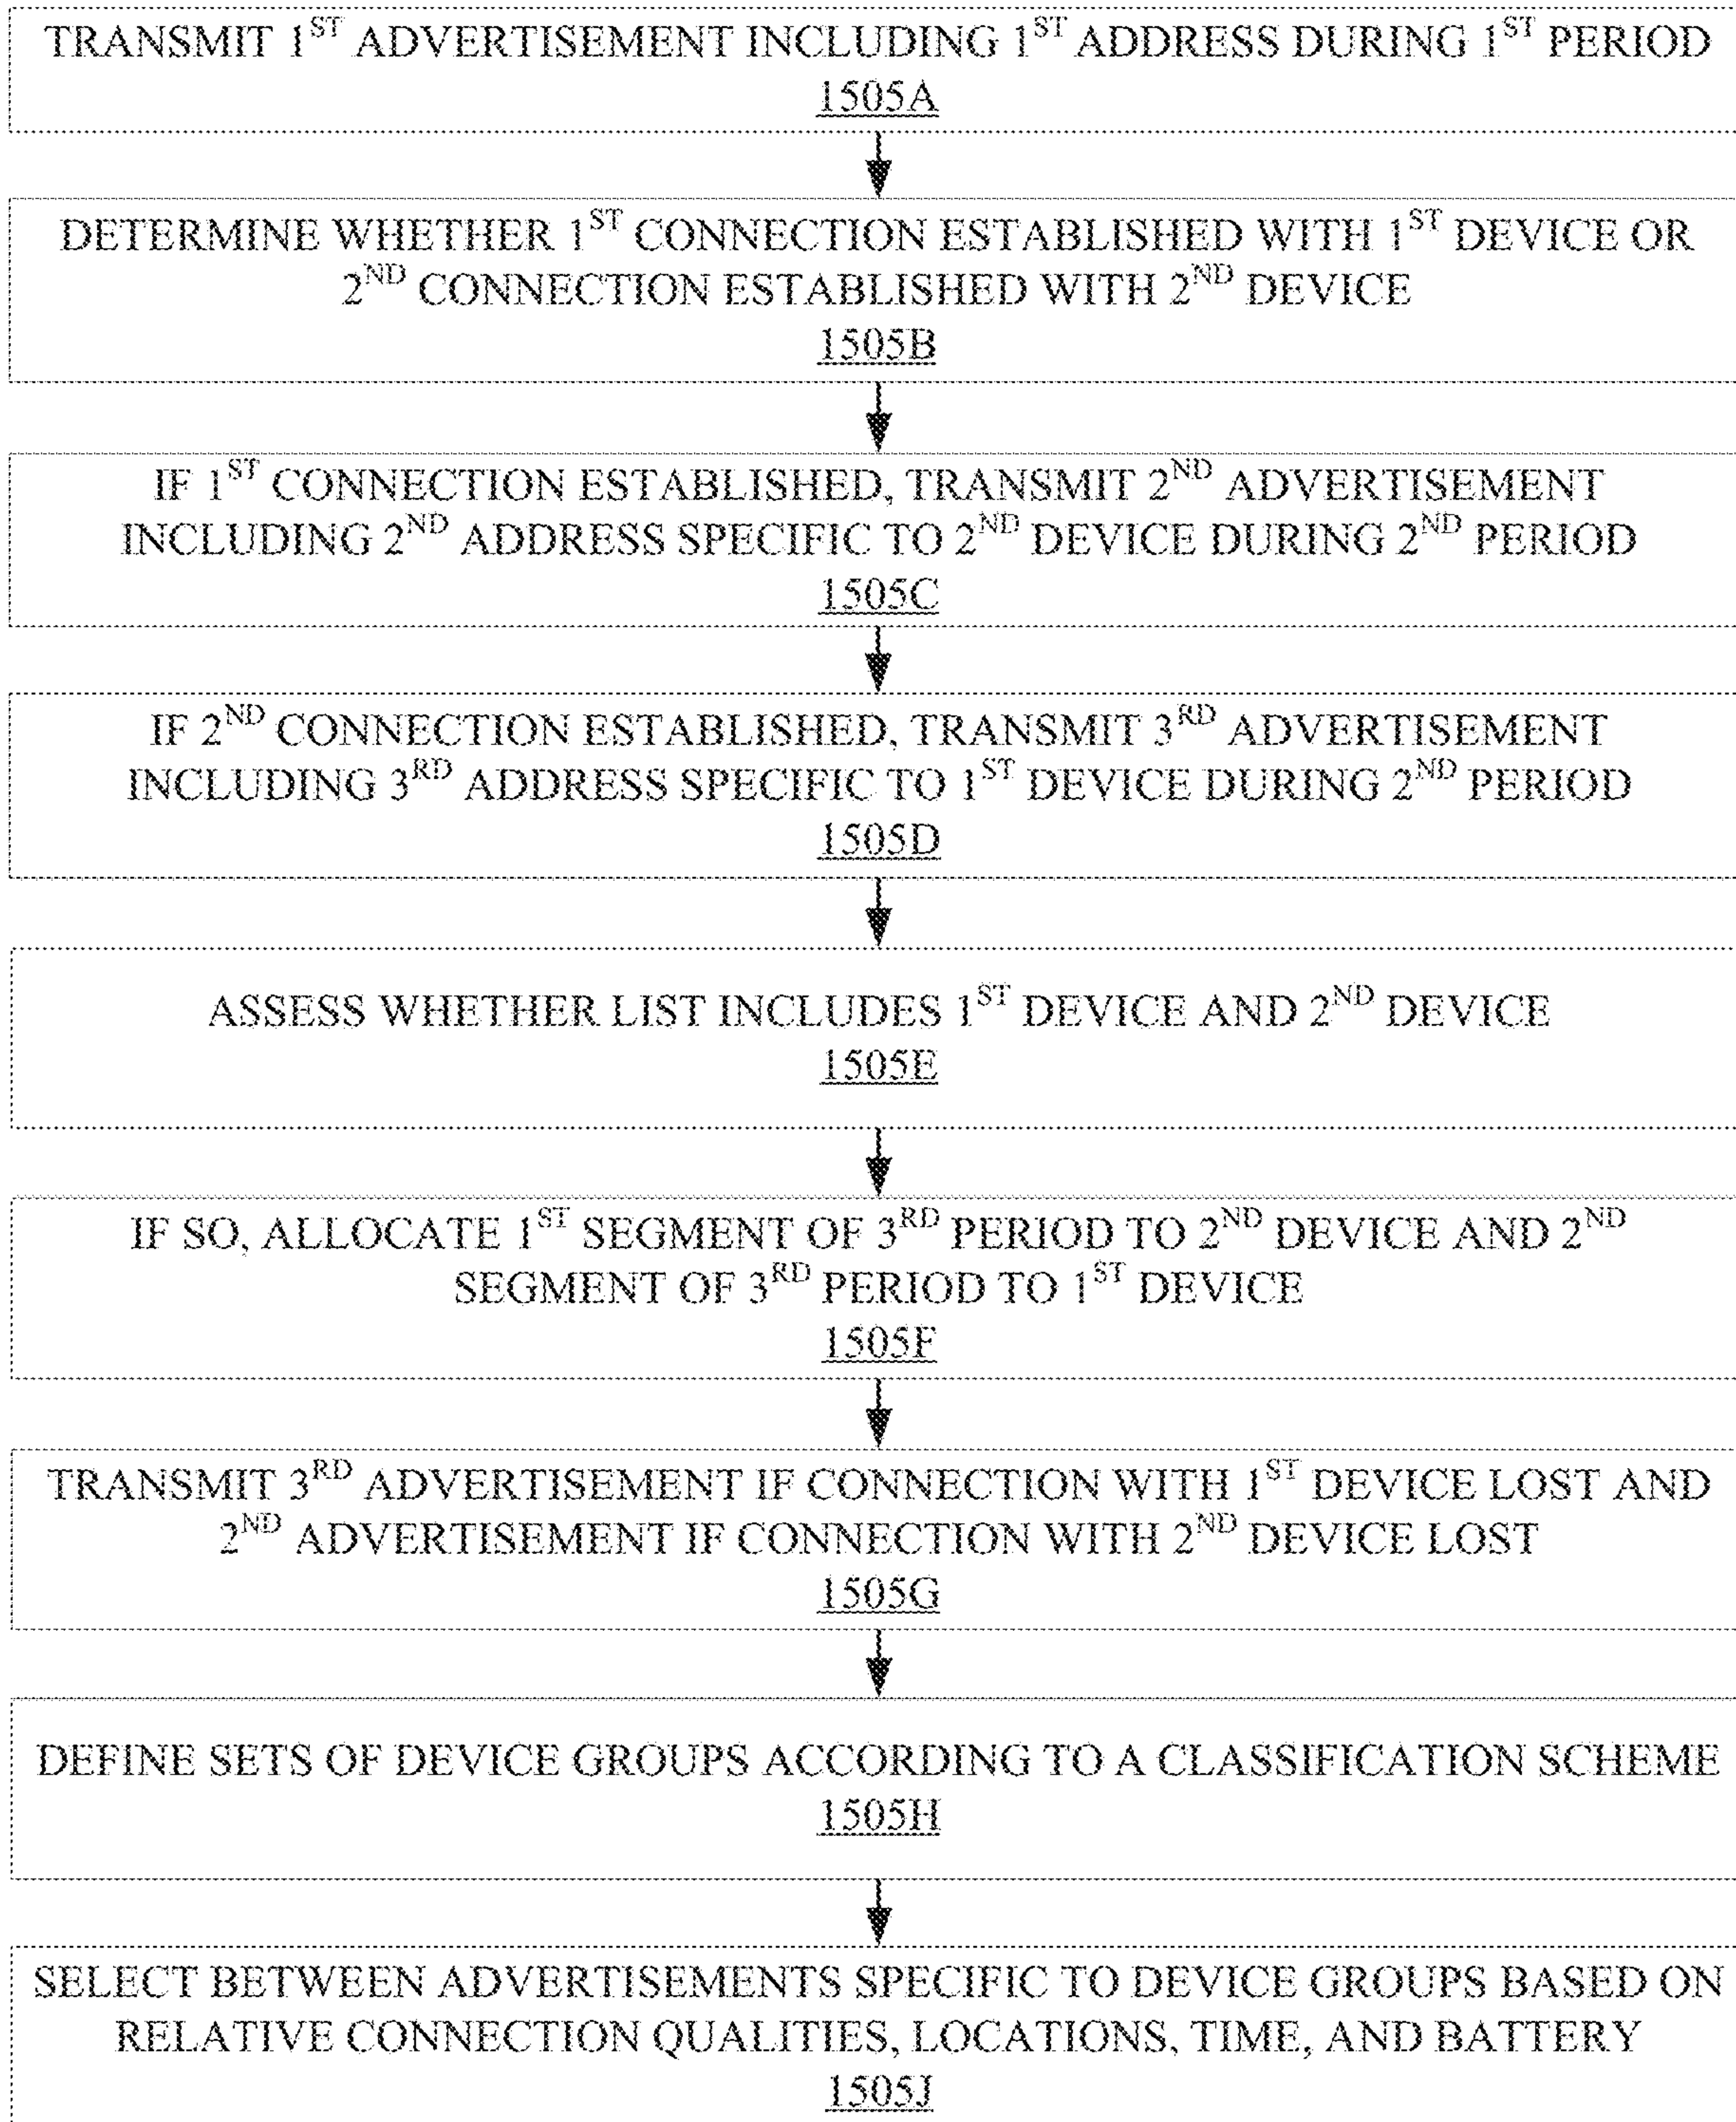 TRANSMIT 1ST ADVERTISEMENT INCLUDING 1ST ADDRESS DURING 1ST PERIOD
1505A
DETERMINE WHETHER 1ST CONNECTION ESTABLISHED WITH 1ST DEVICE OR
2ND CONNECTION ESTABLISHED WITH 2ND DEVICE
1505B
IF 1ST CONNECTION ESTABLISHED, TRANSMIT 2ND ADVERTISEMENT
INCLUDING 2ND ADDRESS SPECIFIC TO 2ND DEVICE DURING 2ND PERIOD
1505C
IF 2ND CONNECTION ESTABLISHED, TRANSMIT 3RD ADVERTISEMENT
INCLUDING 3RD ADDRESS SPECIFIC TO 1ST DEVICE DURING 2ND PERIOD
1505D
ASSESS WHETHER LIST INCLUDES 1ST DEVICE AND 2ND DEVICE
1505E
IF SO, ALLOCATE 1ST SEGMENT OF 3RD PERIOD TO 2ND DEVICE AND 2ND
SEGMENT OF 3RD PERIOD TO 1ST DEVICE
1505F
TRANSMIT 3RD ADVERTISEMENT IF CONNECTION WITH 1ST DEVICE LOST AND
2ND ADVERTISEMENT IF CONNECTION WITH 2ND DEVICE LOST
1505G
DEFINE SETS OF DEVICE GROUPS ACCORDING TO A CLASSIFICATION SCHEME
1505H
SELECT BETWEEN ADVERTISEMENTS SPECIFIC TO DEVICE GROUPS BASED ON
RELATIVE CONNECTION QUALITIES, LOCATIONS, TIME, AND BATTERY
1505J